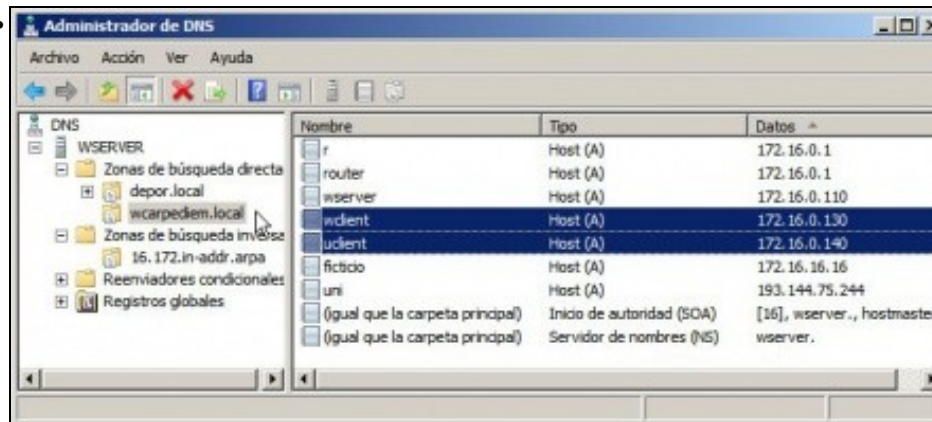 Administrador de DNS
Archivo Acción Ver Ayuda
DNS
WSERVER
Zonas de búsqueda directa
depor.local
wcarpediem.local
Zonas de búsqueda inversa
16.172.in-addr.arpa
Reenviadores condicionales
Registros globales
Nombre Tipo Datos
r Host (A) 172.16.0.1
router Host (A) 172.16.0.1
wserver Host (A) 172.16.0.110
wclient Host (A) 172.16.0.130
uclient Host (A) 172.16.0.140
ficticio Host (A) 172.16.16.16
uni Host (A) 193.144.75.244
(igual que la carpeta principal) Inicio de autoridad (SOA) [16], wserver., hostmaste
(igual que la carpeta principal) Servidor de nombres (NS) wserver.